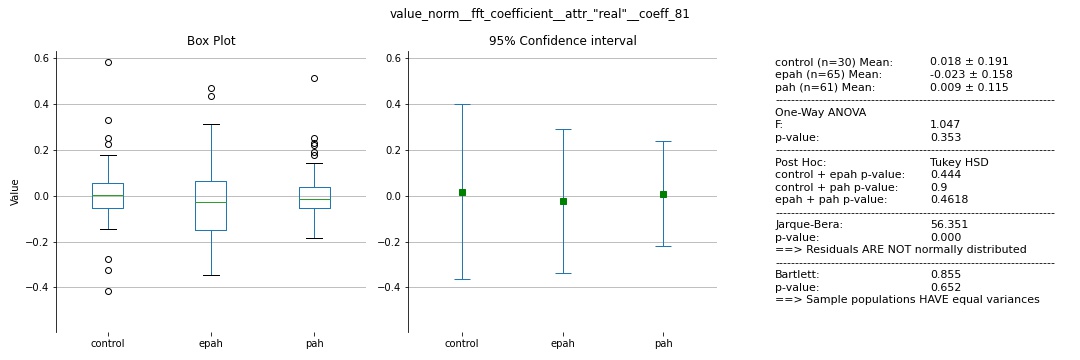 value_norm__fft_coefficient__attr_"real"__coeff_81
Box Plot
Value
0.6
0.4
0.2
0.0
−0.2
−0.4
control epah pah
95% Confidence interval
0.6
0.4
0.2
0.0
−0.2
−0.4
control epah pah
control (n=30) Mean: 0.018 ± 0.191
epah (n=65) Mean: -0.023 ± 0.158
pah (n=61) Mean: 0.009 ± 0.115
One-Way ANOVA
F: 1.047
p-value: 0.353
Post Hoc: Tukey HSD
control + epah p-value: 0.444
control + pah p-value: 0.9
epah + pah p-value: 0.4618
Jarque-Bera: 56.351
p-value: 0.000
==> Residuals ARE NOT normally distributed
Bartlett: 0.855
p-value: 0.652
==> Sample populations HAVE equal variances